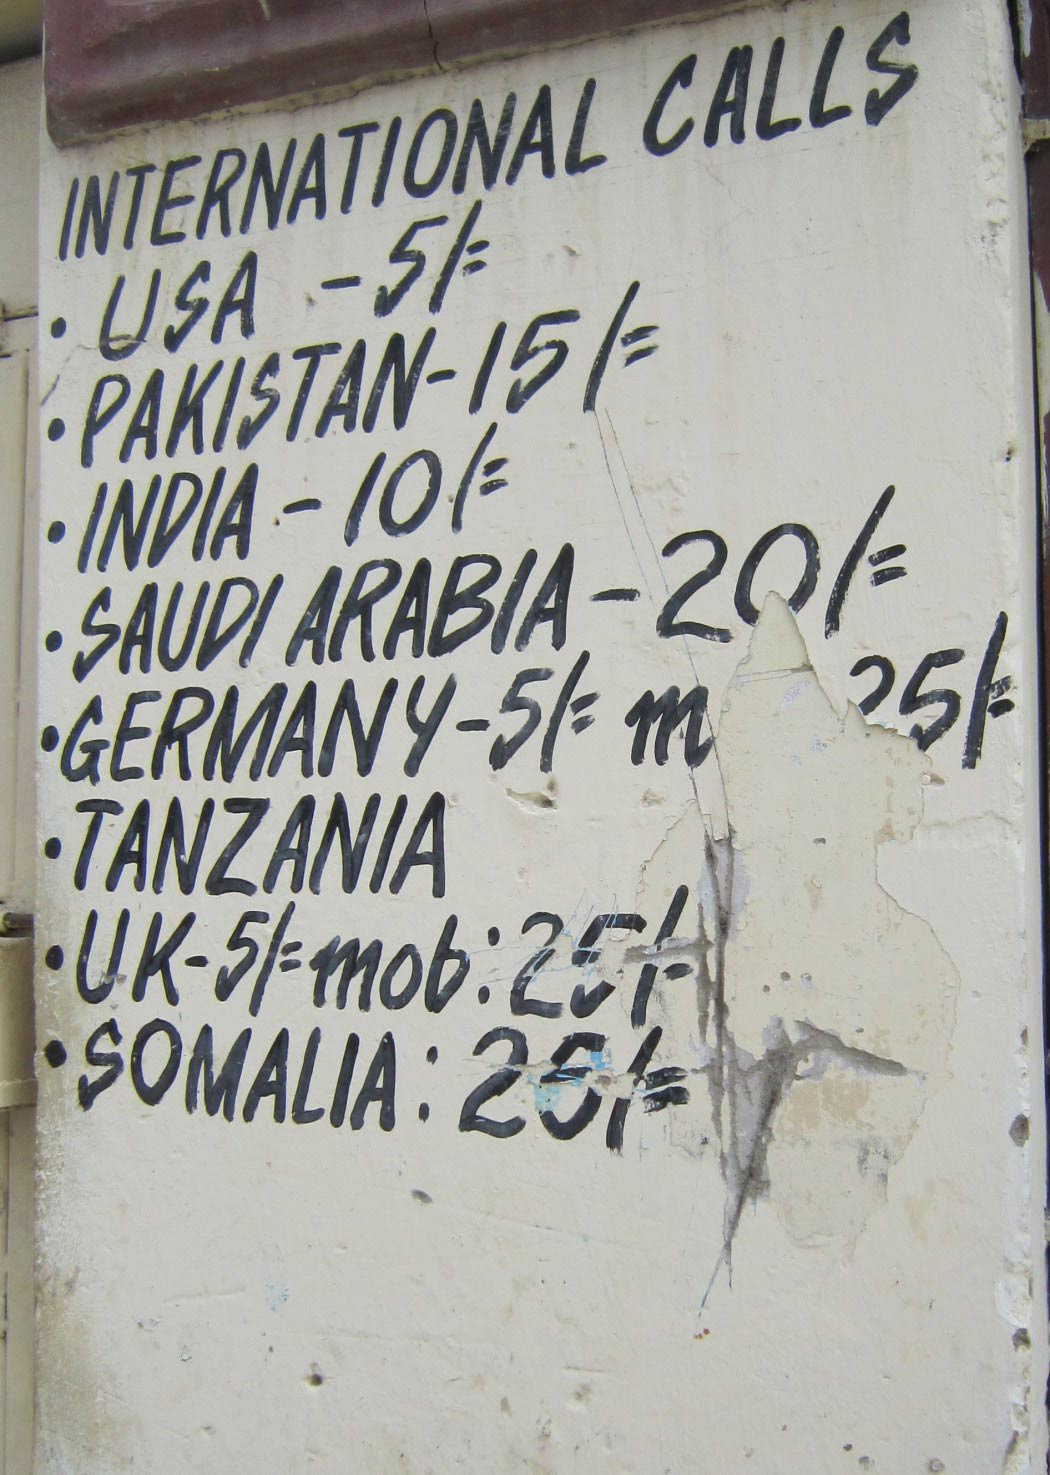 INTERNATIONAL CALLS
• USA - 5/=
• PAKISTAN - 15/=
• INDIA - 10/=
• SAUDI ARABIA - 20/=
• GERMANY - 5/= m 25/=
• TANZANIA
• UK - 5/= mob: 25/=
• SOMALIA: 25/=